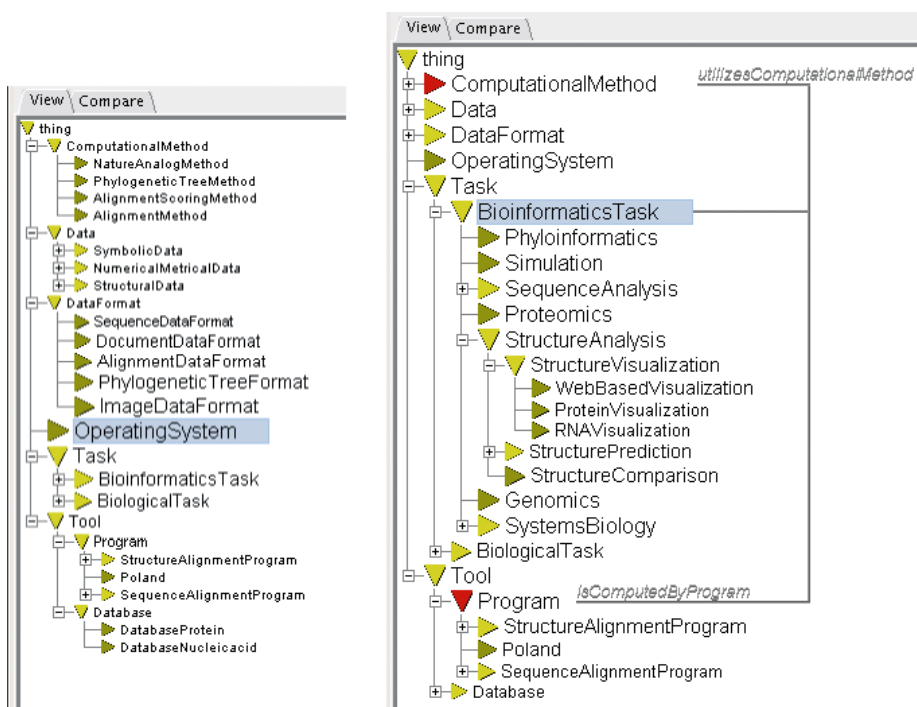 View Compare
thing
ComputationalMethod
NatureAnalogMethod
PhylogeneticTreeMethod
AlignmentScoringMethod
AlignmentMethod
Data
SymbolicData
NumericalMetricalData
StructuralData
DataFormat
SequenceDataFormat
DocumentDataFormat
AlignmentDataFormat
PhylogeneticTreeFormat
ImageDataFormat
OperatingSystem
Task
BioinformaticsTask
BiologicalTask
Tool
Program
StructureAlignmentProgram
Poland
SequenceAlignmentProgram
Database
DatabaseProtein
DatabaseNucleicacid
View Compare
thing
ComputationalMethod utilizesComputationalMethod
Data
DataFormat
OperatingSystem
Task
BioinformaticsTask
Phyloinformatics
Simulation
SequenceAnalysis
Proteomics
StructureAnalysis
StructureVisualization
WebBasedVisualization
ProteinVisualization
RNAVisualization
StructurePrediction
StructureComparison
Genomics
SystemsBiology
BiologicalTask
Tool
Program isComputedByProgram
StructureAlignmentProgram
Poland
SequenceAlignmentProgram
Database